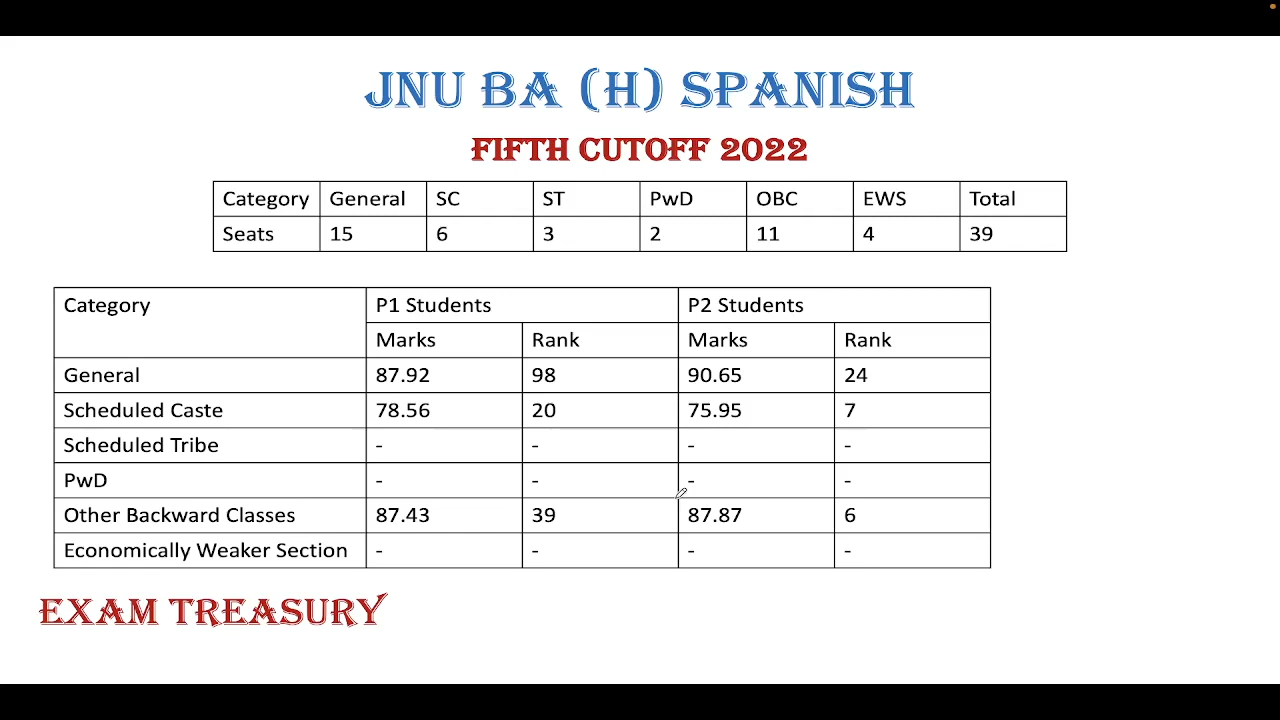 JNU BA (H) SPANISH
FIFTH CUTOFF 2022
Category General SC ST PwD OBC EWS Total
Seats 15 6 3 2 11 4 39
Category P1 Students P2 Students
Marks Rank Marks Rank
General 87.92 98 90.65 24
Scheduled Caste 78.56 20 75.95 7
Scheduled Tribe - - - -
PwD - - - -
Other Backward Classes 87.43 39 87.87 6
Economically Weaker Section - - - -
EXAM TREASURY